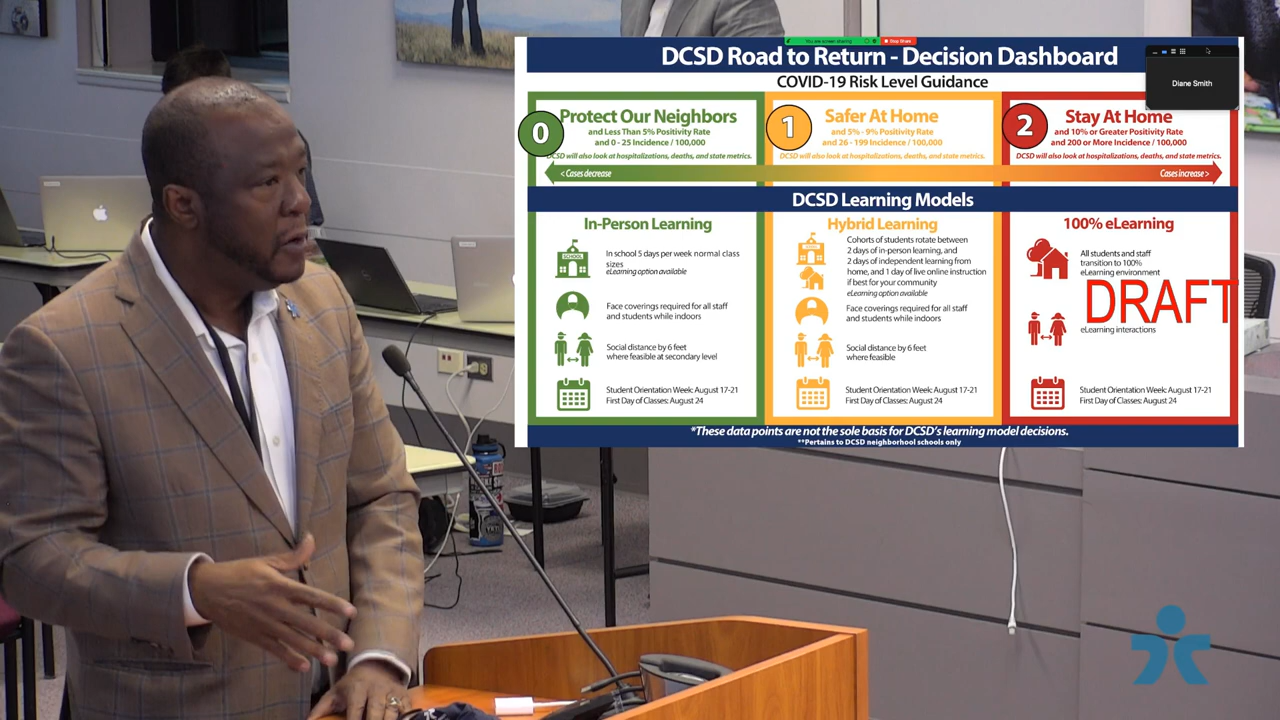 You are screen sharing
Stop Share
DCSD Road to Return - Decision Dashboard
COVID-19 Risk Level Guidance
Diane Smith
0
Protect Our Neighbors
and Less Than 5% Positivity Rate
and 0 - 25 Incidence / 100,000
DCSD will also look at hospitalizations, deaths, and state metrics.
1
Safer At Home
and 5% - 9% Positivity Rate
and 26 - 199 Incidence / 100,000
DCSD will also look at hospitalizations, deaths, and state metrics.
2
Stay At Home
and 10% or Greater Positivity Rate
and 200 or More Incidence / 100,000
DCSD will also look at hospitalizations, deaths, and state metrics.
< Cases decrease
Cases increase >
DCSD Learning Models
In-Person Learning
SCHOOL
In school 5 days per week normal class
sizes
eLearning option available
Face coverings required for all staff
and students while indoors
Social distance by 6 feet
where feasible at secondary level
Student Orientation Week: August 17-21
First Day of Classes: August 24
Hybrid Learning
Cohorts of students rotate between
2 days of in-person learning, and
2 days of independent learning from
home, and 1 day of live online instruction
if best for your community
eLearning option available
Face coverings required for all staff
and students while indoors
Social distance by 6 feet
where feasible
Student Orientation Week: August 17-21
First Day of Classes: August 24
100% eLearning
All students and staff
transition to 100%
eLearning environment
DRAFT
eLearning interactions
Student Orientation Week: August 17-21
First Day of Classes: August 24
*These data points are not the sole basis for DCSD's learning model decisions.
**Pertains to DCSD neighborhool schools only
YETI